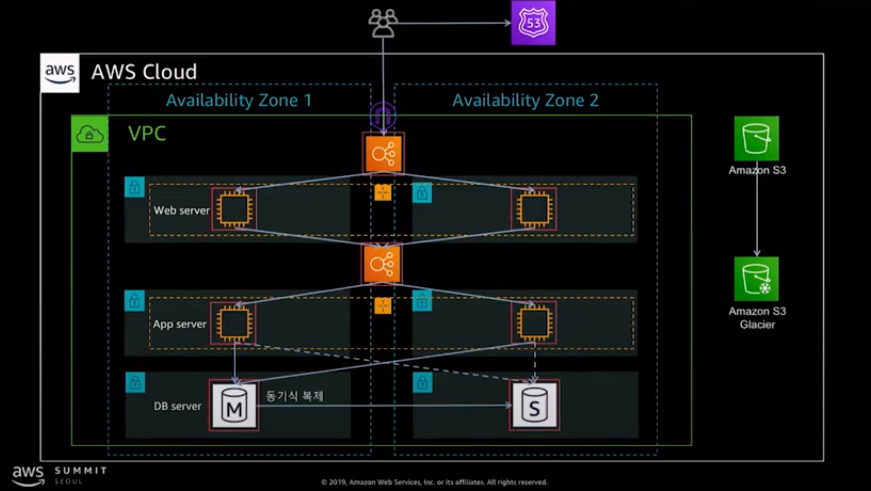 53
aws
AWS Cloud
Availability Zone 1
Availability Zone 2
VPC
Amazon S3
Web server
Amazon S3
Glacier
App server
DB server
M
동기식 복제
S
aws SUMMIT
SEOUL
© 2019, Amazon Web Services, Inc. or its affiliates. All rights reserved.